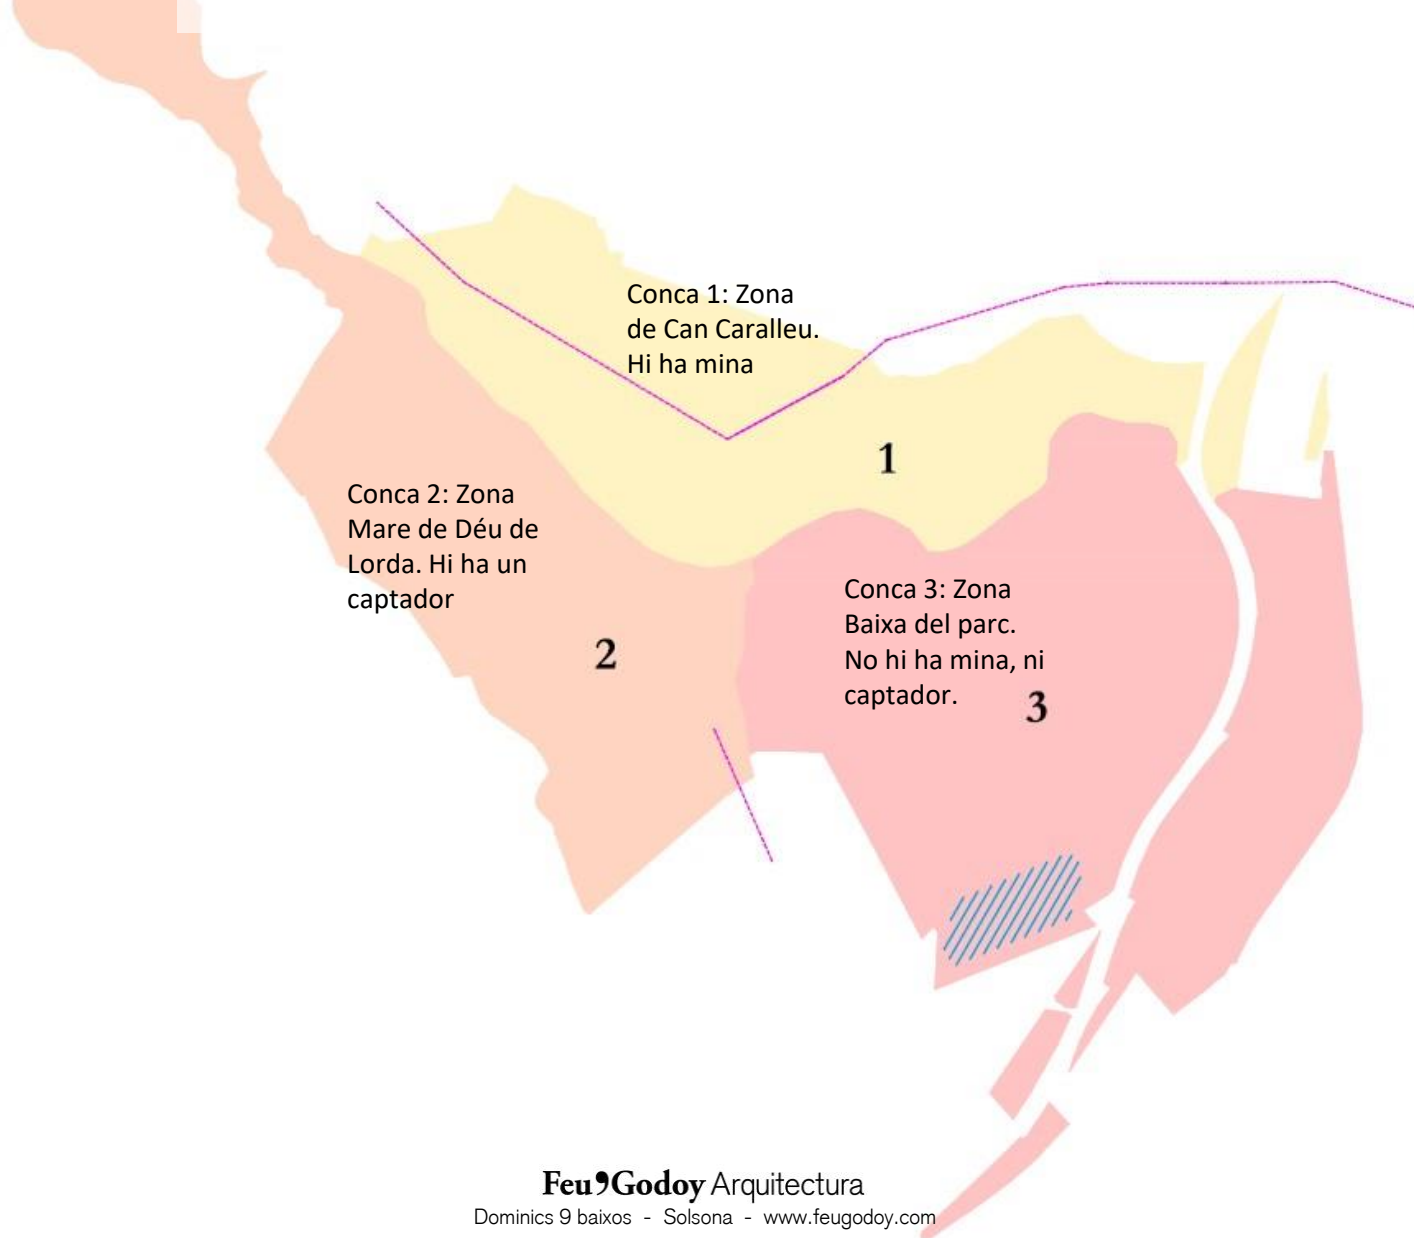 Conca 1: Zona
de Can Caralleu.
Hi ha mina
1
Conca 2: Zona
Mare de Déu de
Lorda. Hi ha un
captador
2
Conca 3: Zona
Baixa del parc.
No hi ha mina, ni
captador.
3
Feu9Godoy Arquitectura
Dominics 9 baixos - Solsona - www.feugodoy.com